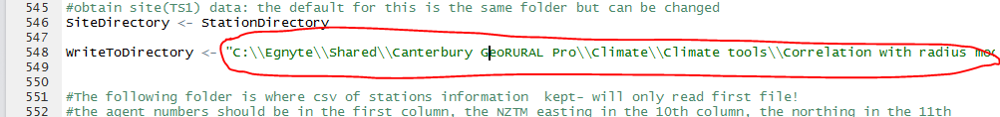 545 #obtain site(TS1) data: the default for this is the same folder but can be changed
546 SiteDirectory <- StationDirectory
547
548 WriteToDirectory <- "C:\\Egnyte\\Shared\\Canterbury GeORURAL Pro\\Climate\\Climate tools\\Correlation with radius
549
550
551 #The following folder is where csv of stations information kept- will only read first file!
552 #the agent numbers should be in the first column, the NZTM easting in the 10th column, the northing in the 11th